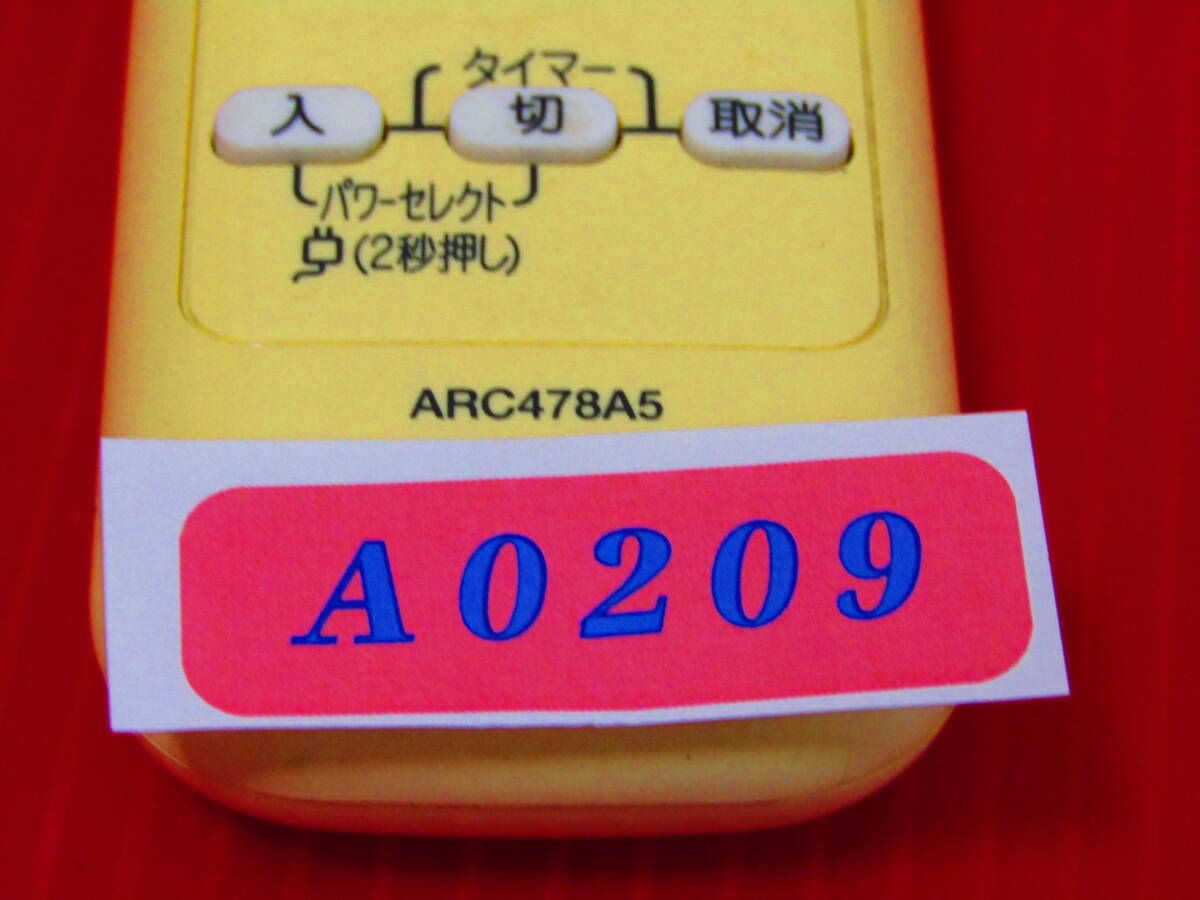 タイマー
入 切 取消
パワーセレクト
(2秒押し)
ARC478A5
A0209